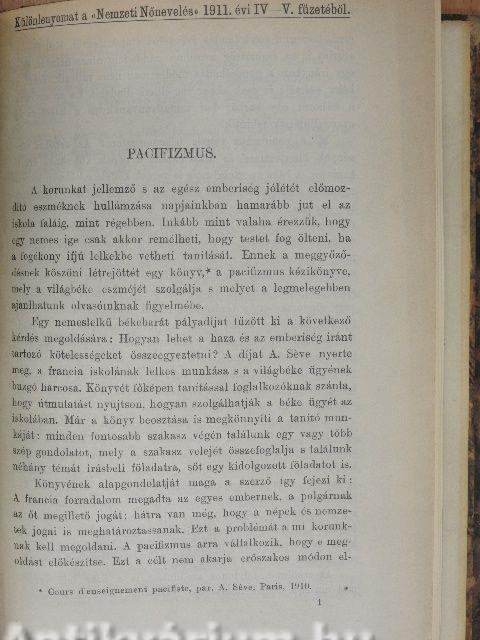 Különlenyomat a «Nemzeti Nőnevelés» 1911. évi IV—V. füzetéből.
PACIFIZMUS.
A korunkat jellemző s az egész emberiség jólétét előmoz-
dító eszméknek hullámzása napjainkban hamarább jut el az
iskola faláig, mint régebben. Inkább mint valaha érezzük, hogy
egy nemes ige csak akkor remélheti, hogy testet fog ölteni, ha
a fogékony ifjú lelkekbe vetheti tanítását. Ennek a meggyőző-
désnek köszöni létrejöttét egy könyv,* a pacifizmus kézikönyve,
mely a világbéke eszméjét szolgálja s melyet a legmelegebben
ajánlhatunk olvasóinknak figyelmébe.
Egy nemeslelkű békebarát pályadíjat tűzött ki a következő
kérdés megoldására: Hogyan lehet a haza és az emberiség iránt
tartozó kötelességeket összeegyeztetni? A díjat A. Sève nyerte
meg, a francia iskolának lelkes munkása s a világbéke ügyének
buzgó harcosa. Könyvét főképen tanítással foglalkozóknak szánta,
hogy útmutatást nyujtson, hogyan szolgálhatják a béke ügyét az
iskolában. Már a könyv beosztása is megkönnyíti a tanító mun-
káját: minden fontosabb szakasz végén találunk egy vagy több
szép gondolatot, mely a szakasz velejét összefoglalja s találunk
néhány témát írásbeli föladatra, sőt egy kidolgozott föladatot is.
Könyvének alapgondolatját maga a szerző így fejezi ki:
A francia forradalom megadta az egyes embernek, a polgárnak
az őt megillető jogát: hátra van még, hogy a népek és nemze-
tek jogai is meghatároztassanak. Ezt a problémát a mi korunk-
nak kell megoldani. A pacifizmus arra vállalkozik, hogy e meg-
oldást előkészítse. Ezt a célt nem akarja erőszakos módon el-
* Cours d'enseignement pacifiste, par. A. Sève. Paris, 1910.
1
Antikvárium.hu